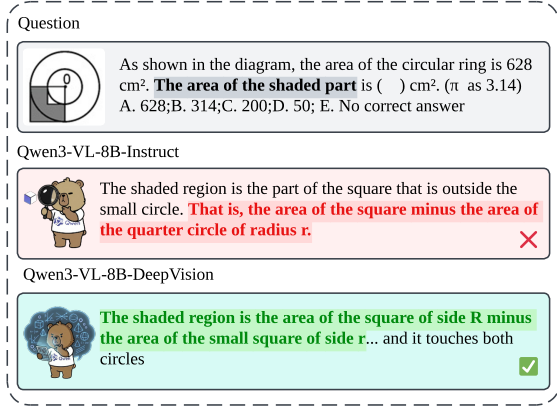 Question
As shown in the diagram, the area of the circular ring is 628
cm². The area of the shaded part is (    ) cm². (π  as 3.14)
A. 628;B. 314;C. 200;D. 50; E. No correct answer
Qwen3-VL-8B-Instruct
The shaded region is the part of the square that is outside the
small circle. That is, the area of the square minus the area of
the quarter circle of radius r.
Qwen3-VL-8B-DeepVision
The shaded region is the area of the square of side R minus
the area of the small square of side r... and it touches both
circles